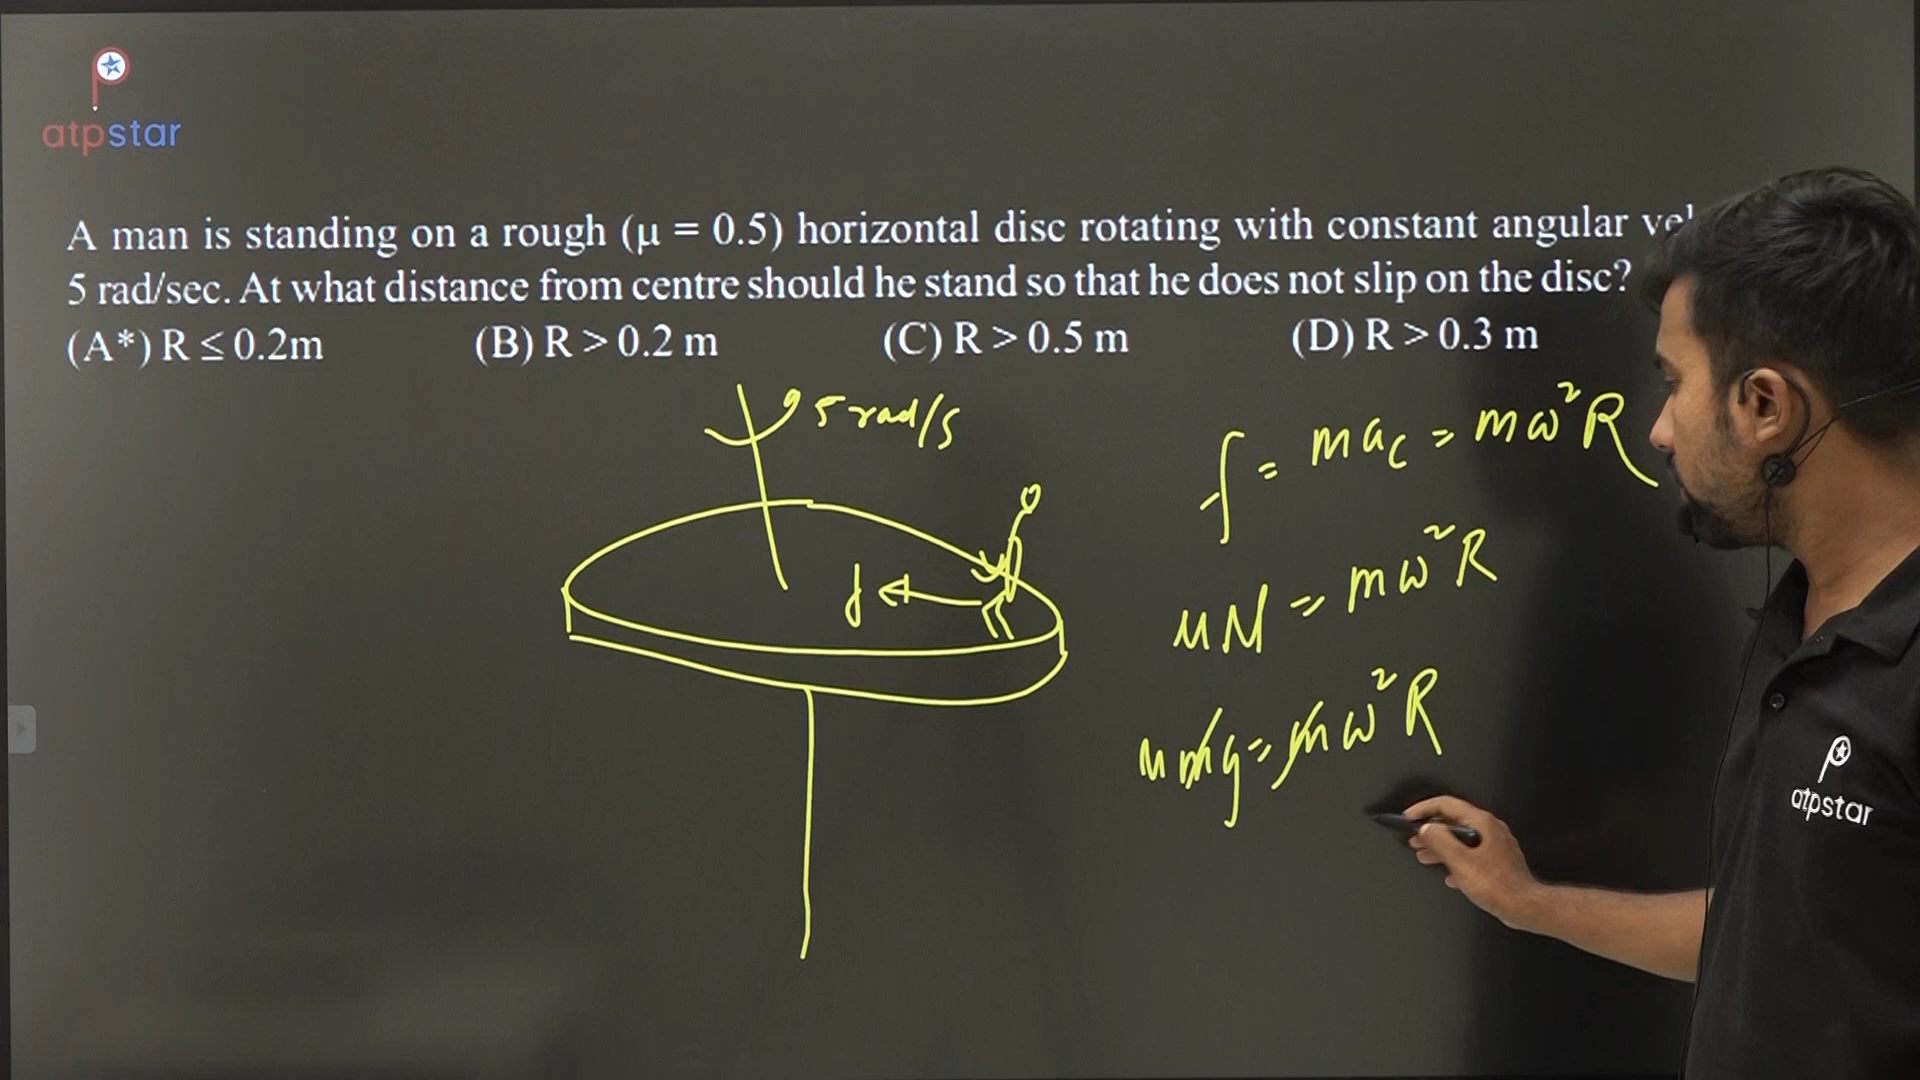 atpstar
A man is standing on a rough (μ = 0.5) horizontal disc rotating with constant angular
5 rad/sec. At what distance from centre should he stand so that he does not slip on the disc?
(A*) R ≤ 0.2m (B) R > 0.2 m (C) R > 0.5 m (D) R > 0.3 m
5 rad/s
f = ma_c = mω²R
f
μN = mω²R
μmg = mω²R
atpstar